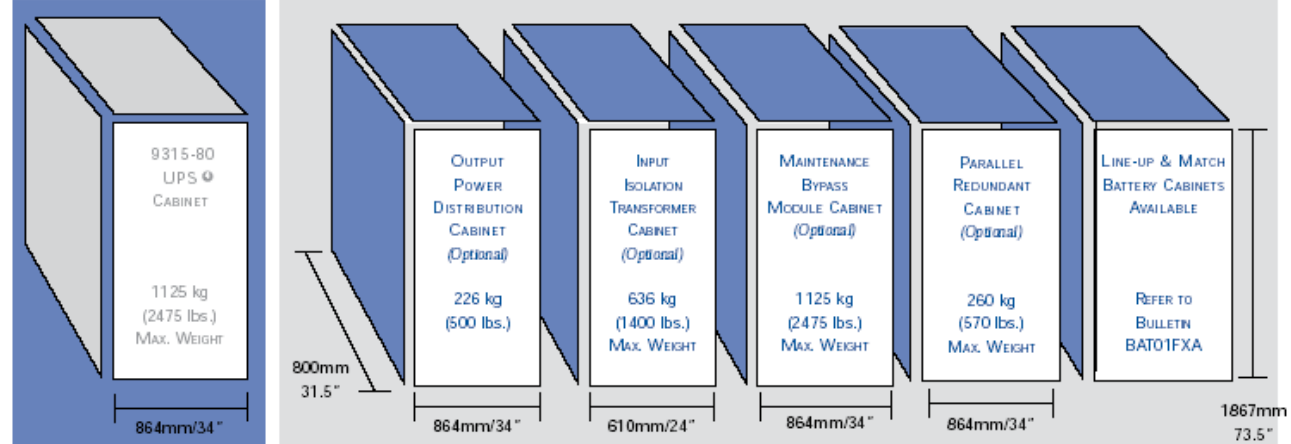 9315-80
UPS
CABINET
1125 kg
(2475 lbs.)
MAX. WEIGHT
864mm/34"
OUTPUT
POWER
DISTRIBUTION
CABINET
(Optional)
226 kg
(500 lbs.)
864mm/34"
INPUT
ISOLATION
TRANSFORMER
CABINET
(Optional)
636 kg
(1400 lbs.)
MAX. WEIGHT
610mm/24"
MAINTENANCE
BYPASS
MODULE CABINET
(Optional)
1125 kg
(2475 lbs.)
MAX. WEIGHT
864mm/34"
PARALLEL
REDUNDANT
CABINET
(Optional)
260 kg
(570 lbs.)
MAX. WEIGHT
864mm/34"
LINE-UP & MATCH
BATTERY CABINETS
AVAILABLE
REFER TO
BULLETIN
BAT01FXA
800mm
31.5"
1867mm
73.5"